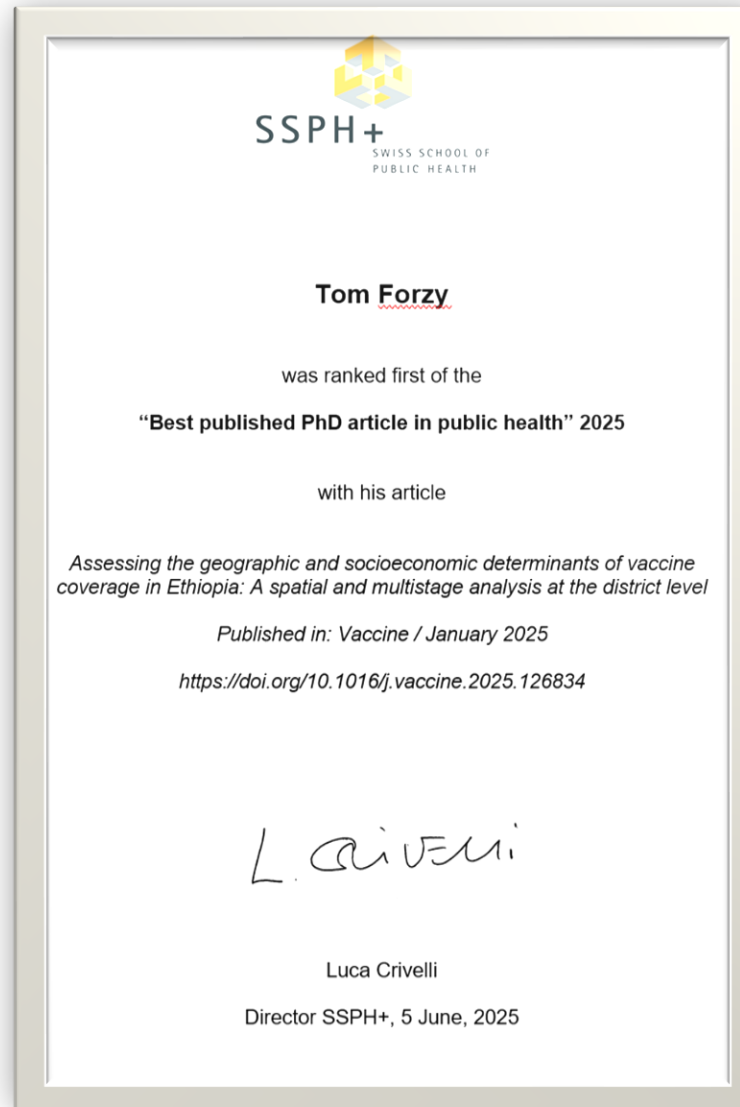 SSPH+
SWISS SCHOOL OF
PUBLIC HEALTH
Tom Forzy
was ranked first of the
“Best published PhD article in public health” 2025
with his article
Assessing the geographic and socioeconomic determinants of vaccine
coverage in Ethiopia: A spatial and multistage analysis at the district level
Published in: Vaccine / January 2025
https://doi.org/10.1016/j.vaccine.2025.126834
L. Crivelli
Luca Crivelli
Director SSPH+, 5 June, 2025